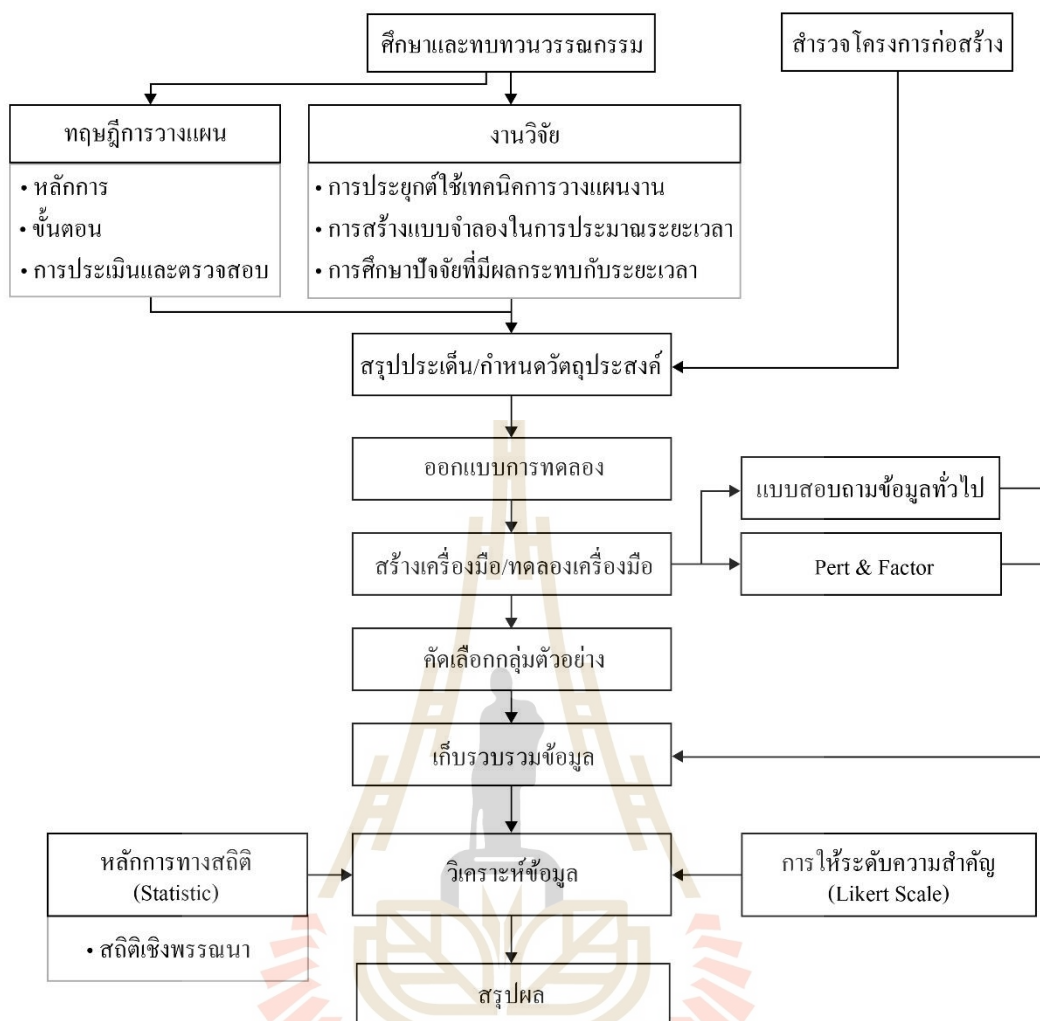 ศึกษาและทบทวนวรรณกรรม
สำรวจโครงการก่อสร้าง
ทฤษฎีการวางแผน
• หลักการ
• ขั้นตอน
• การประเมินและตรวจสอบ
งานวิจัย
• การประยุกต์ใช้เทคนิคการวางแผนงาน
• การสร้างแบบจำลองในการประมาณระยะเวลา
• การศึกษาปัจจัยที่มีผลกระทบกับระยะเวลา
สรุปประเด็น/กำหนดวัตถุประสงค์
ออกแบบการทดลอง
แบบสอบถามข้อมูลทั่วไป
สร้างเครื่องมือ/ทดลองเครื่องมือ
Pert & Factor
คัดเลือกกลุ่มตัวอย่าง
เก็บรวบรวมข้อมูล
หลักการทางสถิติ
(Statistic)
• สถิติเชิงพรรณนา
วิเคราะห์ข้อมูล
การให้ระดับความสำคัญ
(Likert Scale)
สรุปผล